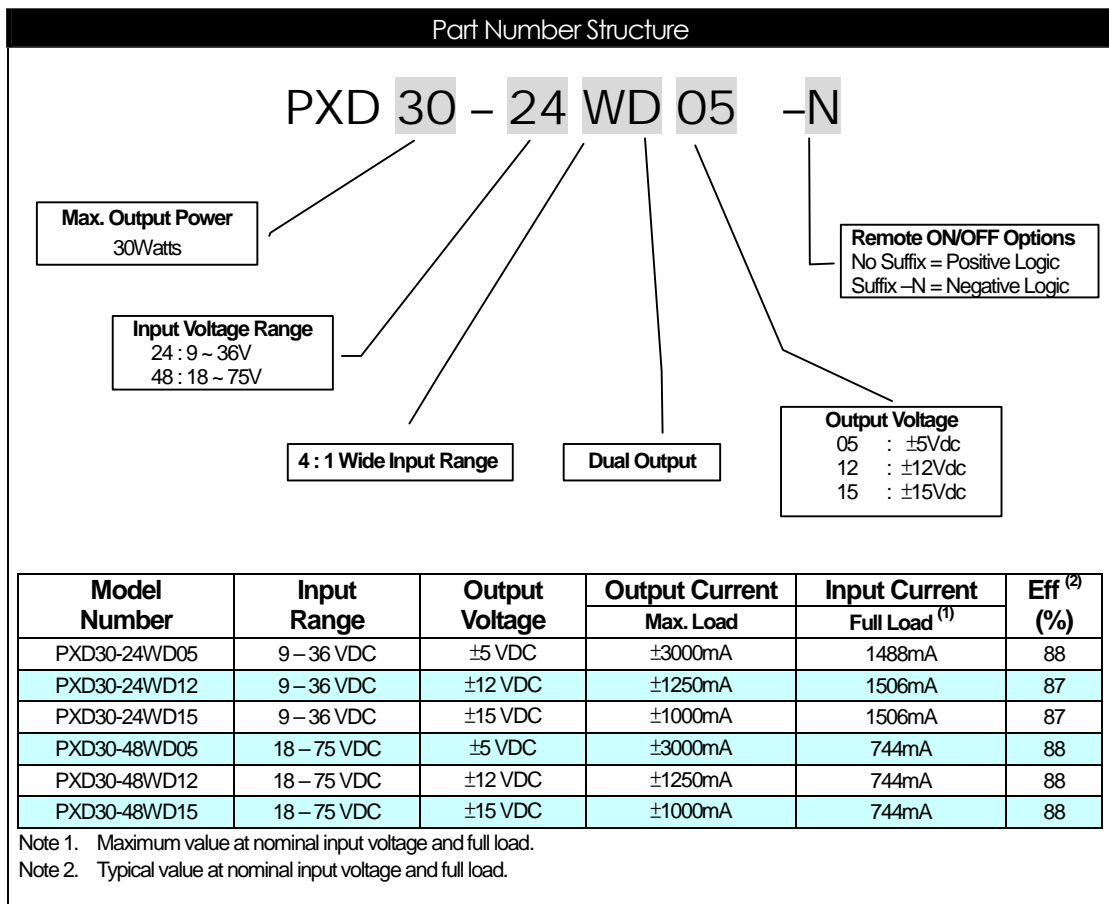 Part Number Structure
PXD 30 – 24 WD 05 –N
Max. Output Power
30Watts
Remote ON/OFF Options
No Suffix = Positive Logic
Suffix –N = Negative Logic
Input Voltage Range
24 : 9 ~ 36V
48 : 18 ~ 75V
4 : 1 Wide Input Range
Dual Output
Output Voltage
05 : ±5Vdc
12 : ±12Vdc
15 : ±15Vdc
Model Number Input Range Output Voltage Output Current Max. Load Input Current Full Load (1) Eff (2) (%)
PXD30-24WD05 9 – 36 VDC ±5 VDC ±3000mA 1488mA 88
PXD30-24WD12 9 – 36 VDC ±12 VDC ±1250mA 1506mA 87
PXD30-24WD15 9 – 36 VDC ±15 VDC ±1000mA 1506mA 87
PXD30-48WD05 18 – 75 VDC ±5 VDC ±3000mA 744mA 88
PXD30-48WD12 18 – 75 VDC ±12 VDC ±1250mA 744mA 88
PXD30-48WD15 18 – 75 VDC ±15 VDC ±1000mA 744mA 88
Note 1. Maximum value at nominal input voltage and full load.
Note 2. Typical value at nominal input voltage and full load.